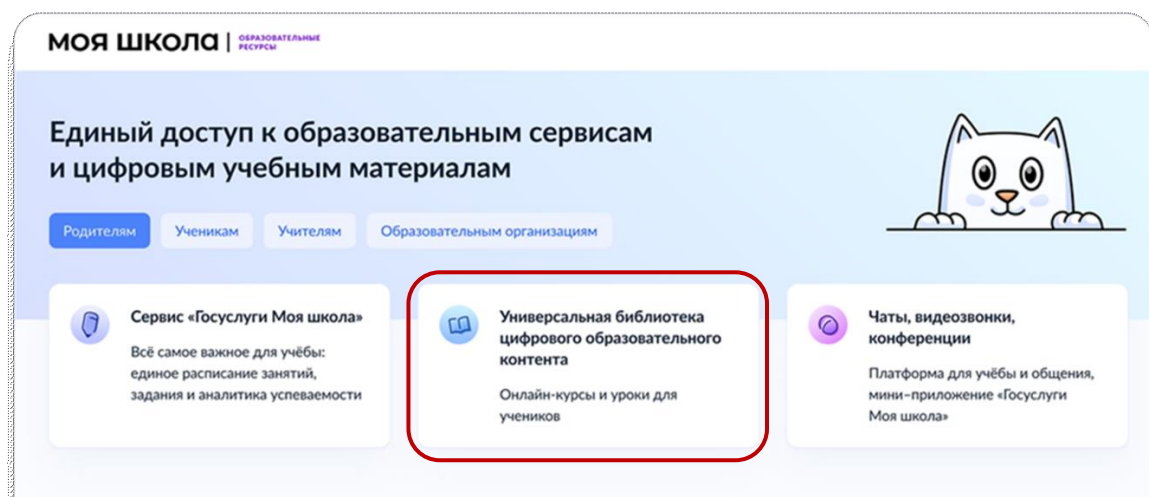 МОЯ ШКОЛА | ОБРАЗОВАТЕЛЬНЫЕ
РЕСУРСЫ
Единый доступ к образовательным сервисам
и цифровым учебным материалам
Родителям Ученикам Учителям Образовательным организациям
Сервис «Госуслуги Моя школа»
Всё самое важное для учёбы:
единое расписание занятий,
задания и аналитика успеваемости
Универсальная библиотека
цифрового образовательного
контента
Онлайн-курсы и уроки для
учеников
Чаты, видеозвонки,
конференции
Платформа для учёбы и общения,
мини–приложение «Госуслуги
Моя школа»